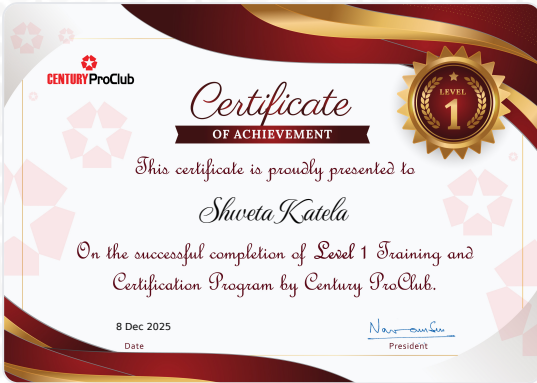 CENTURY ProClub
LEVEL
1
Certificate
OF ACHIEVEMENT
This certificate is proudly presented to
Shweta Katela
On the successful completion of Level 1 Training and
Certification Program by Century ProClub.
8 Dec 2025
Date
President